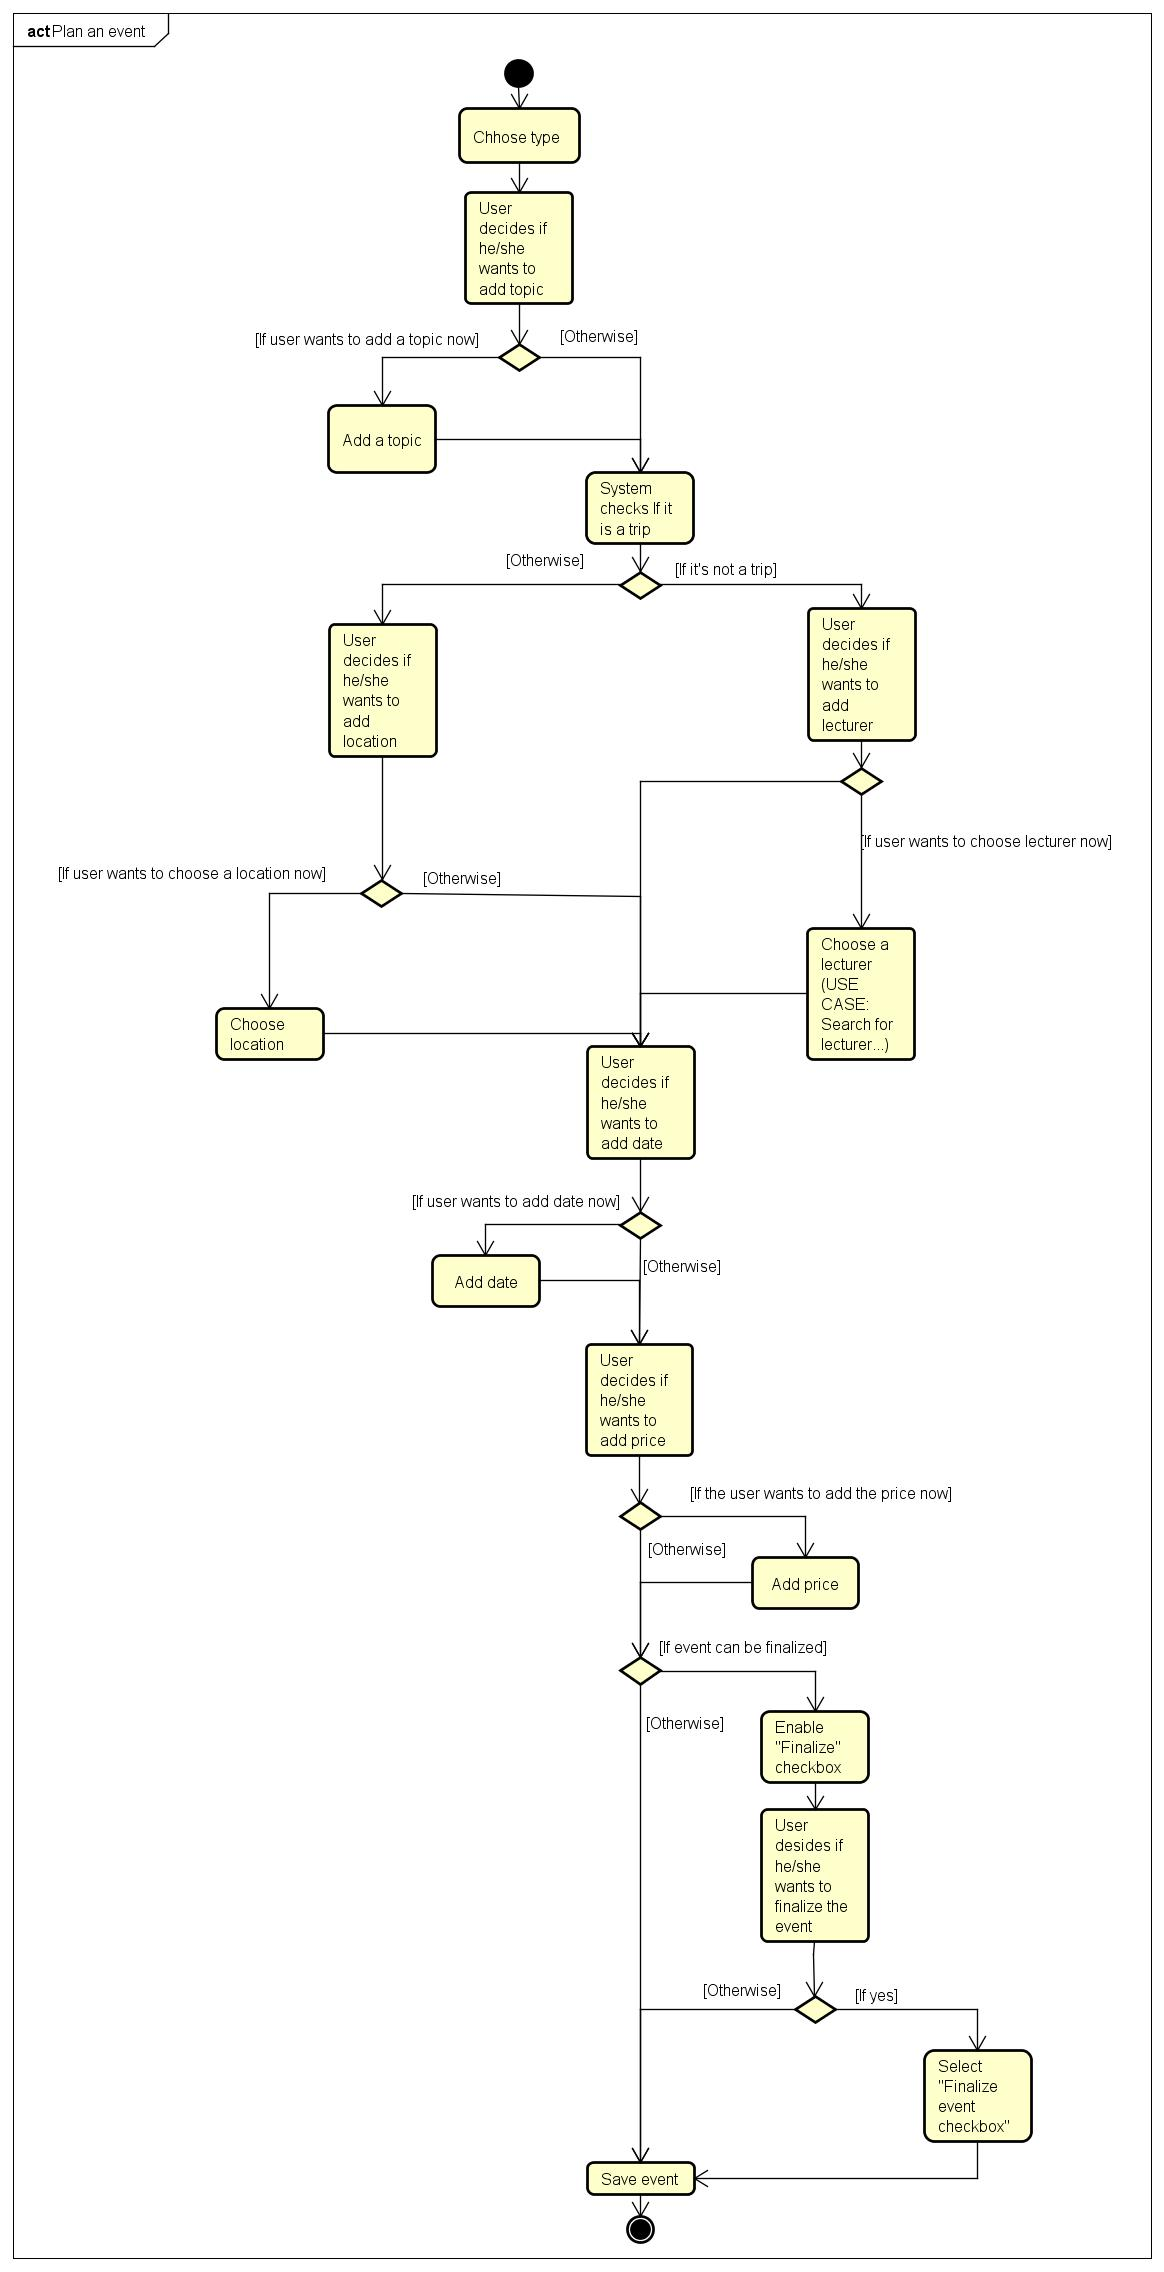 act Plan an event
Chhose type
User
decides if
he/she
wants to
add topic
[If user wants to add a topic now]
[Otherwise]
Add a topic
System
checks If it
is a trip
[Otherwise]
[If it's not a trip]
User
decides if
he/she
wants to
add
location
User
decides if
he/she
wants to
add
lecturer
[If user wants to choose lecturer now]
[If user wants to choose a location now]
[Otherwise]
Choose a
lecturer
(USE
CASE:
Search for
lecturer...)
Choose
location
User
decides if
he/she
wants to
add date
[If user wants to add date now]
[Otherwise]
Add date
User
decides if
he/she
wants to
add price
[If the user wants to add the price now]
[Otherwise]
Add price
[If event can be finalized]
[Otherwise]
Enable
"Finalize"
checkbox
User
desides if
he/she
wants to
finalize the
event
[Otherwise]
[If yes]
Select
"Finalize
event
checkbox"
Save event